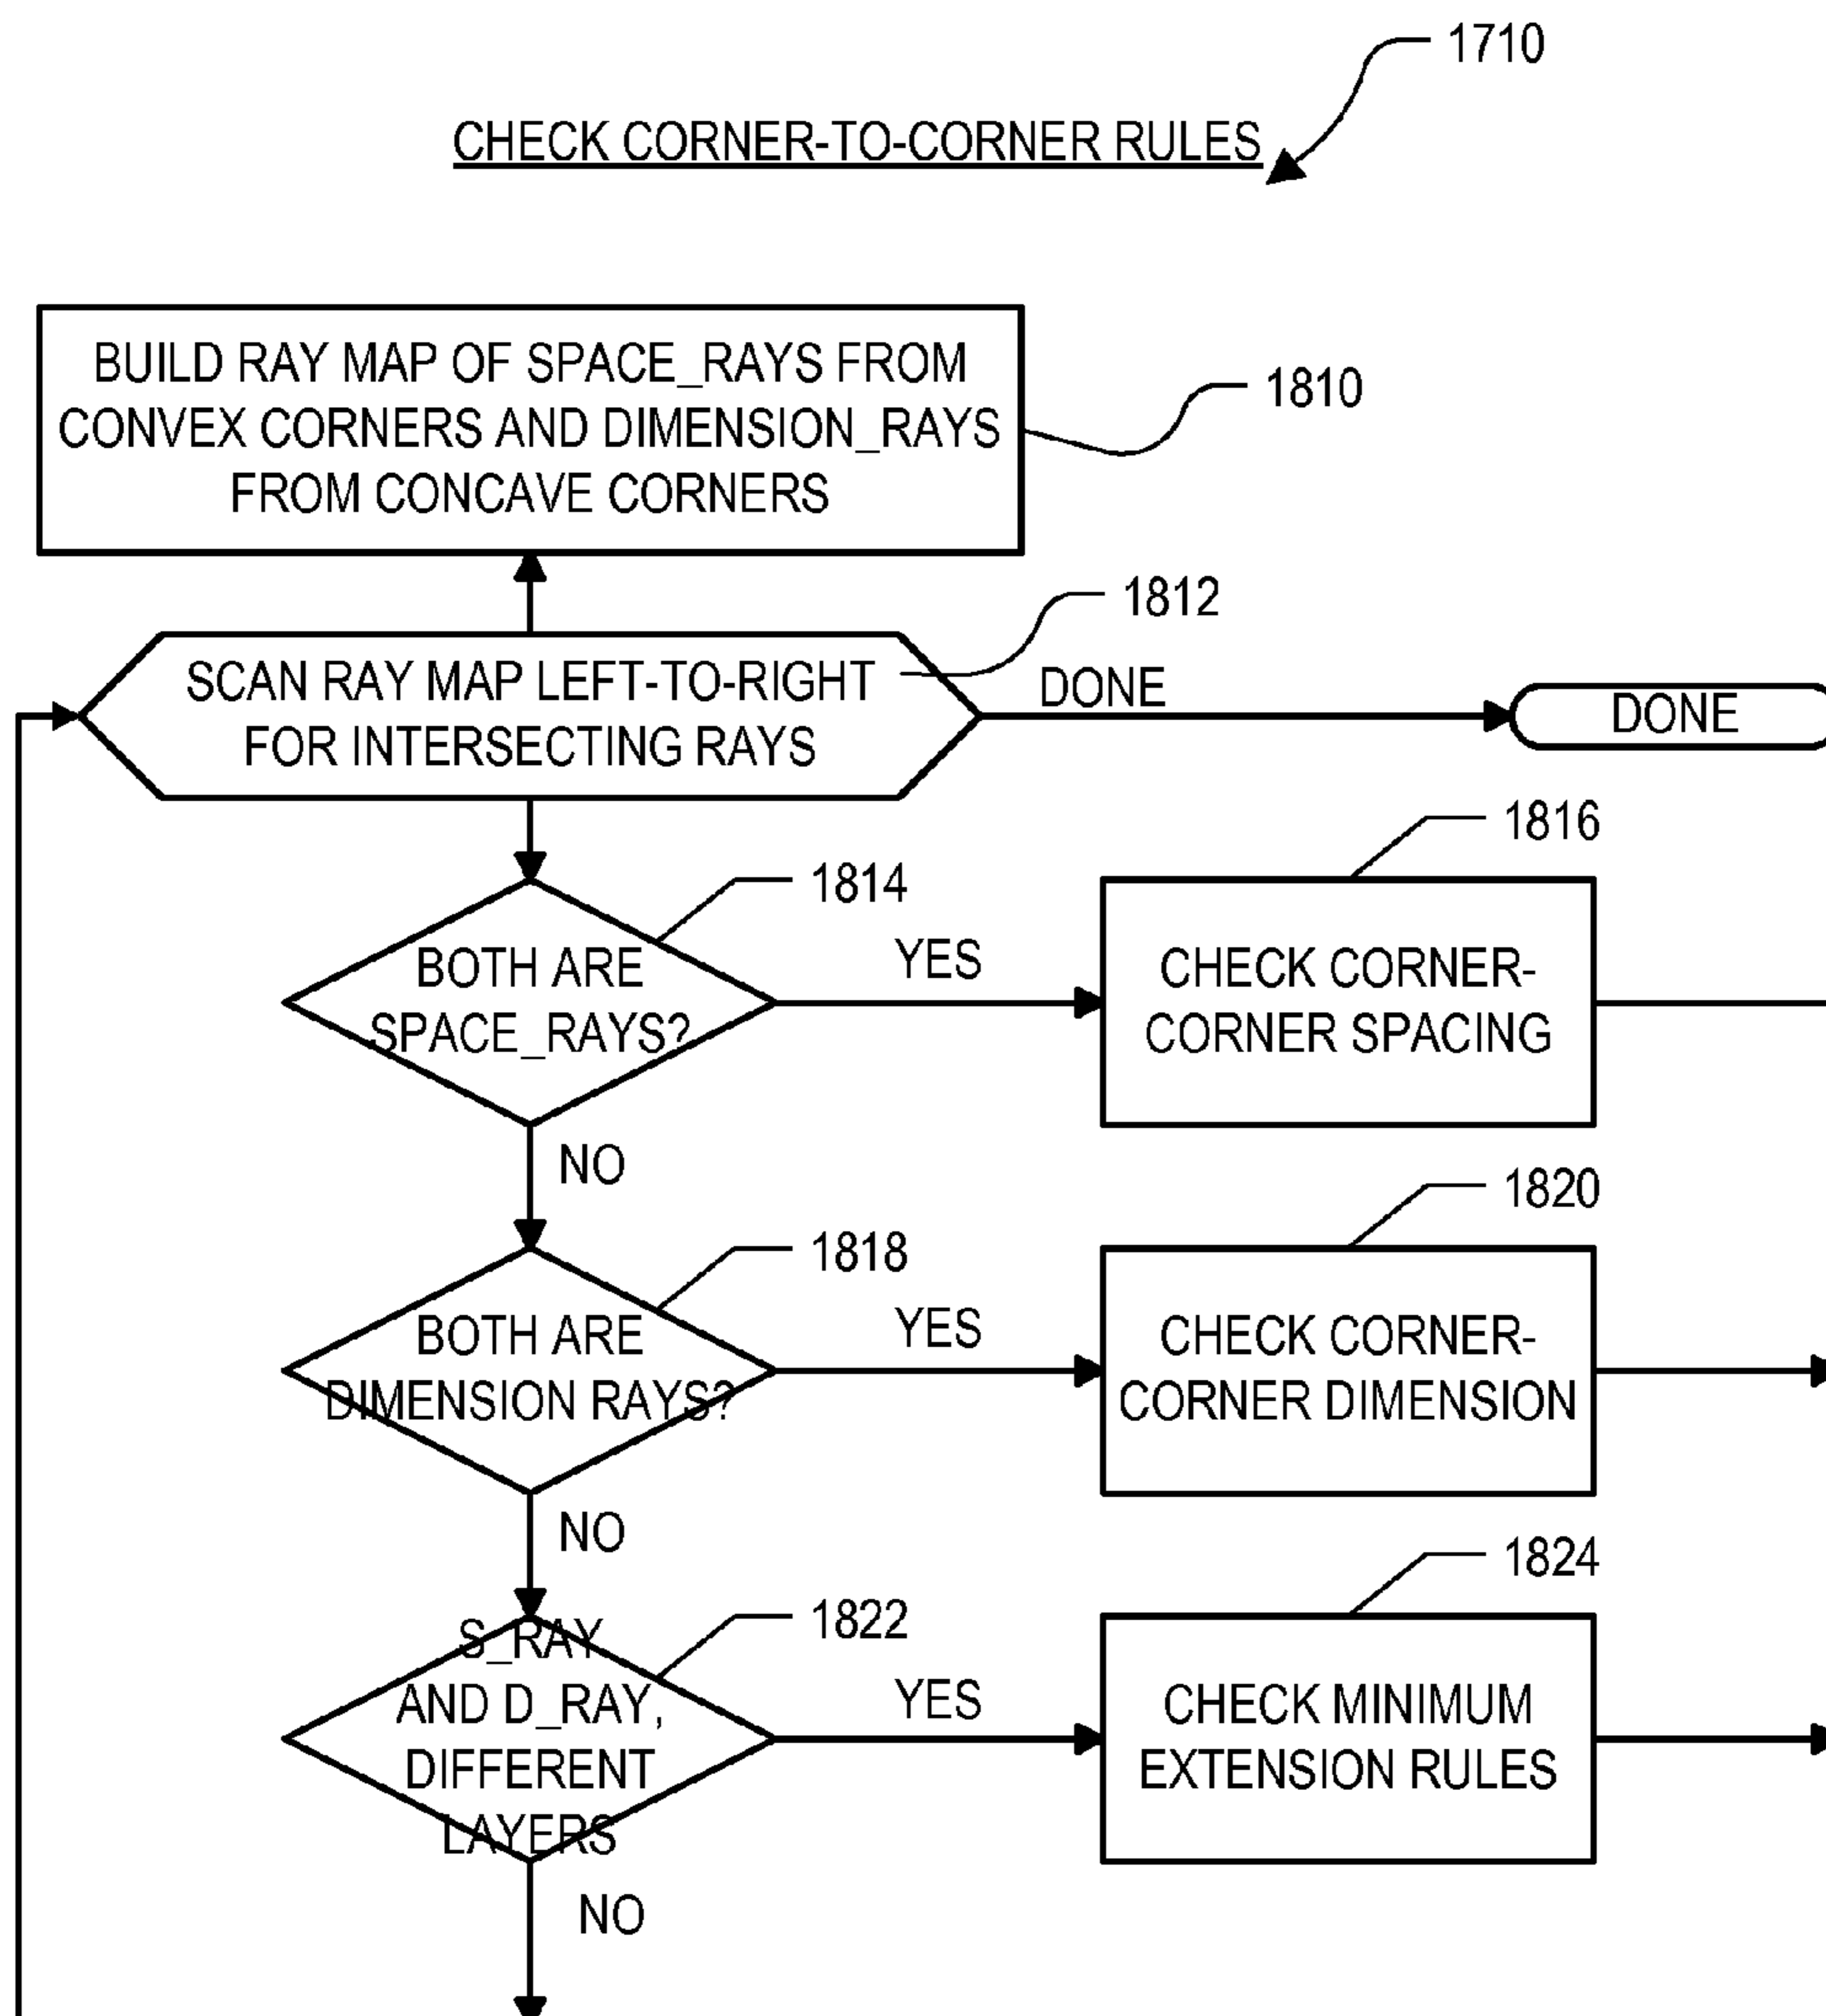 1710
CHECK CORNER-TO-CORNER RULES
BUILD RAY MAP OF SPACE_RAYS FROM
CONVEX CORNERS AND DIMENSION_RAYS
FROM CONCAVE CORNERS
1810
1812
SCAN RAY MAP LEFT-TO-RIGHT
FOR INTERSECTING RAYS
DONE
DONE
1814
BOTH ARE
SPACE_RAYS?
YES
1816
CHECK CORNER-
CORNER SPACING
NO
1818
BOTH ARE
DIMENSION RAYS?
YES
1820
CHECK CORNER-
CORNER DIMENSION
NO
1822
S_RAY
AND D_RAY,
DIFFERENT
LAYERS
YES
1824
CHECK MINIMUM
EXTENSION RULES
NO